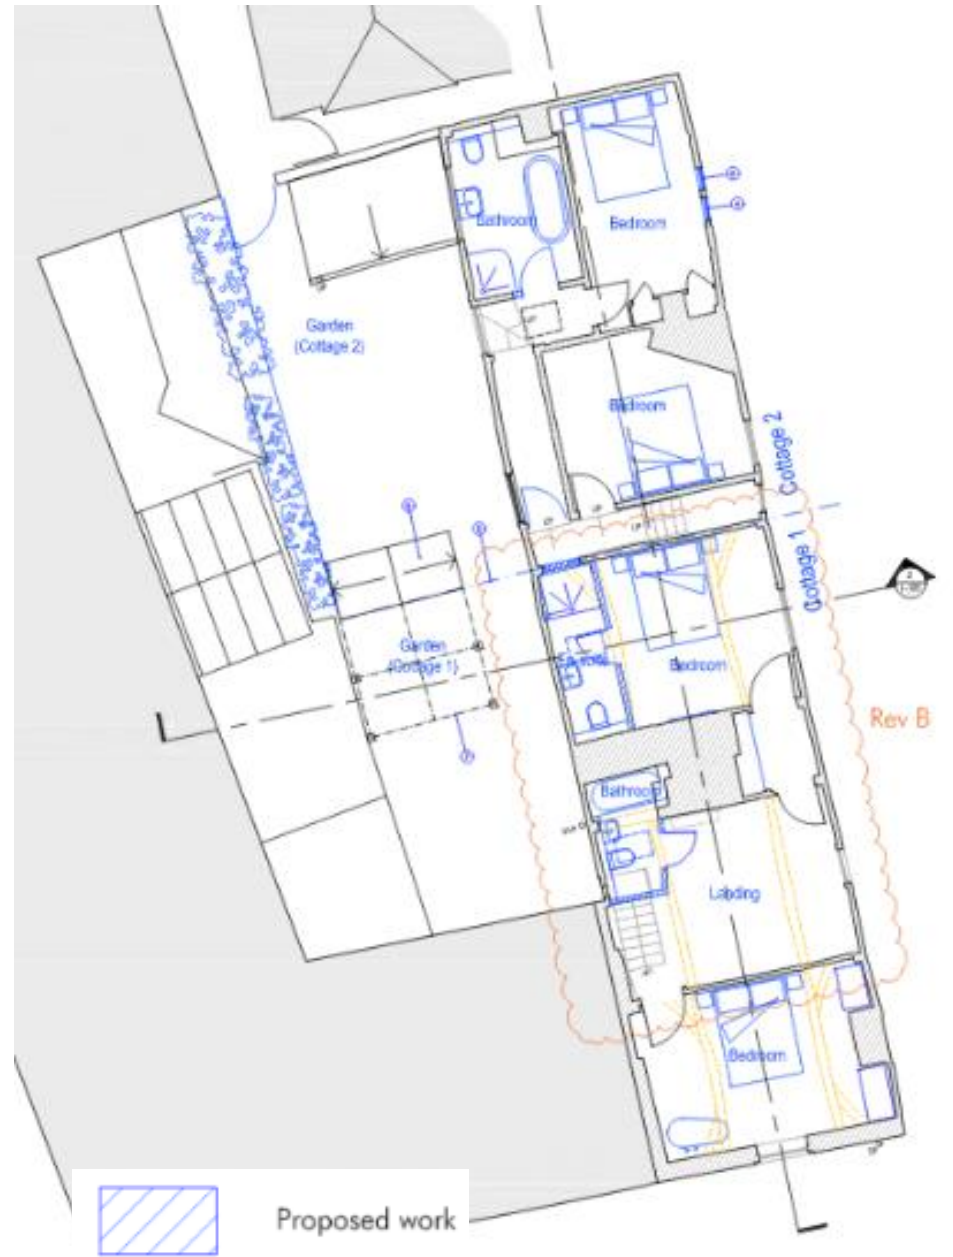 Bathroom
Bedroom
Garden
(Cottage 2)
Bedroom
Cottage 2
Cottage 1
Garden
(Cottage 1)
Bedroom
Rev B
Bathroom
Landing
Bedroom
Proposed work